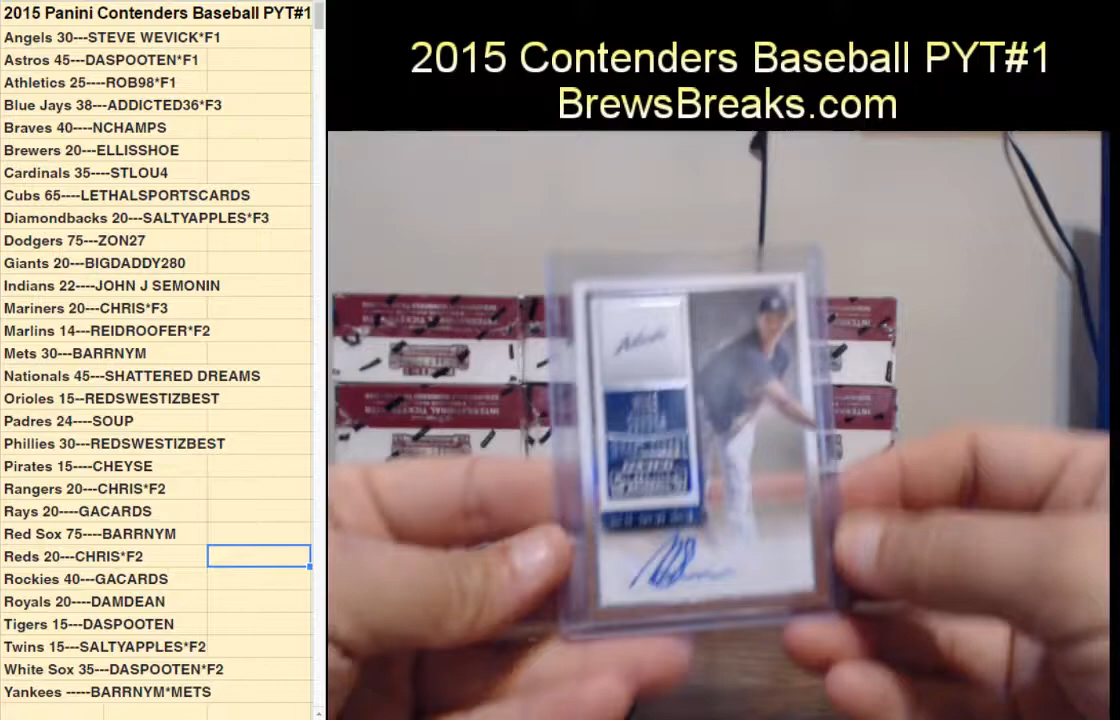 2015 Panini Contenders Baseball PYT#1
Angels 30---STEVE WEVICK*F1
Astros 45---DASPOOTEN*F1
Athletics 25----ROB98*F1
Blue Jays 38---ADDICTED36*F3
Braves 40----NCHAMPS
Brewers 20---ELLISSHOE
Cardinals 35----STLOU4
Cubs 65----LETHALSPORTSCARDS
Diamondbacks 20---SALTYAPPLES*F3
Dodgers 75---ZON27
Giants 20---BIGDADDY280
Indians 22----JOHN J SEMONIN
Mariners 20---CHRIS*F3
Marlins 14---REIDROOFER*F2
Mets 30---BARRNYM
Nationals 45---SHATTERED DREAMS
Orioles 15--REDSWESTIZBEST
Padres 24----SOUP
Phillies 30---REDSWESTIZBEST
Pirates 15----CHEYSE
Rangers 20---CHRIS*F2
Rays 20----GACARDS
Red Sox 75---BARRNYM
Reds 20---CHRIS*F2
Rockies 40---GACARDS
Royals 20----DAMDEAN
Tigers 15---DASPOOTEN
Twins 15---SALTYAPPLES*F2
White Sox 35---DASPOOTEN*F2
Yankees -----BARRNYM*METS
2015 Contenders Baseball PYT#1
BrewsBreaks.com